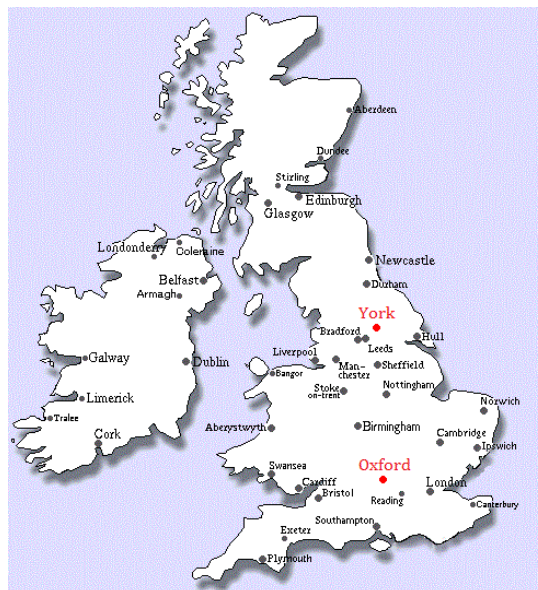 Aberdeen
Dundee
Stirling
Edinburgh
Glasgow
Londonderry
Coleraine
Newcastle
Belfast
Durham
Armagh
York
Bradford
Hull
Leeds
Liverpool
Galway
Dublin
Man-
chester
Sheffield
Bangor
Stoke
on-trent
Nottingham
Limerick
Norwich
Tralee
Aberystwyth
Birmingham
Cork
Cambridge
Ipswich
Oxford
Swansea
Cardiff
London
Bristol
Reading
Canterbury
Southampton
Exeter
Plymouth